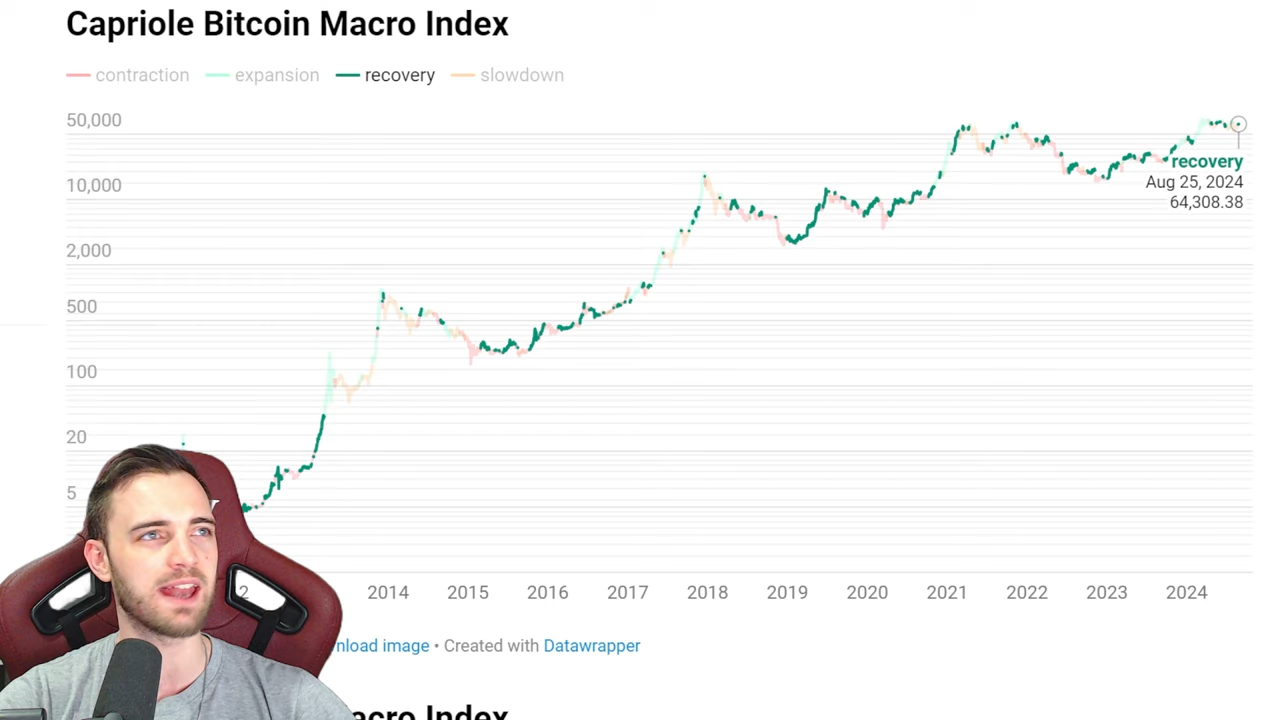 Capriole Bitcoin Macro Index
contraction expansion recovery slowdown
50,000
10,000
2,000
500
100
20
5
recovery
Aug 25, 2024
64,308.38
2 2014 2015 2016 2017 2018 2019 2020 2021 2022 2023 2024
nload image • Created with Datawrapper
acro Index